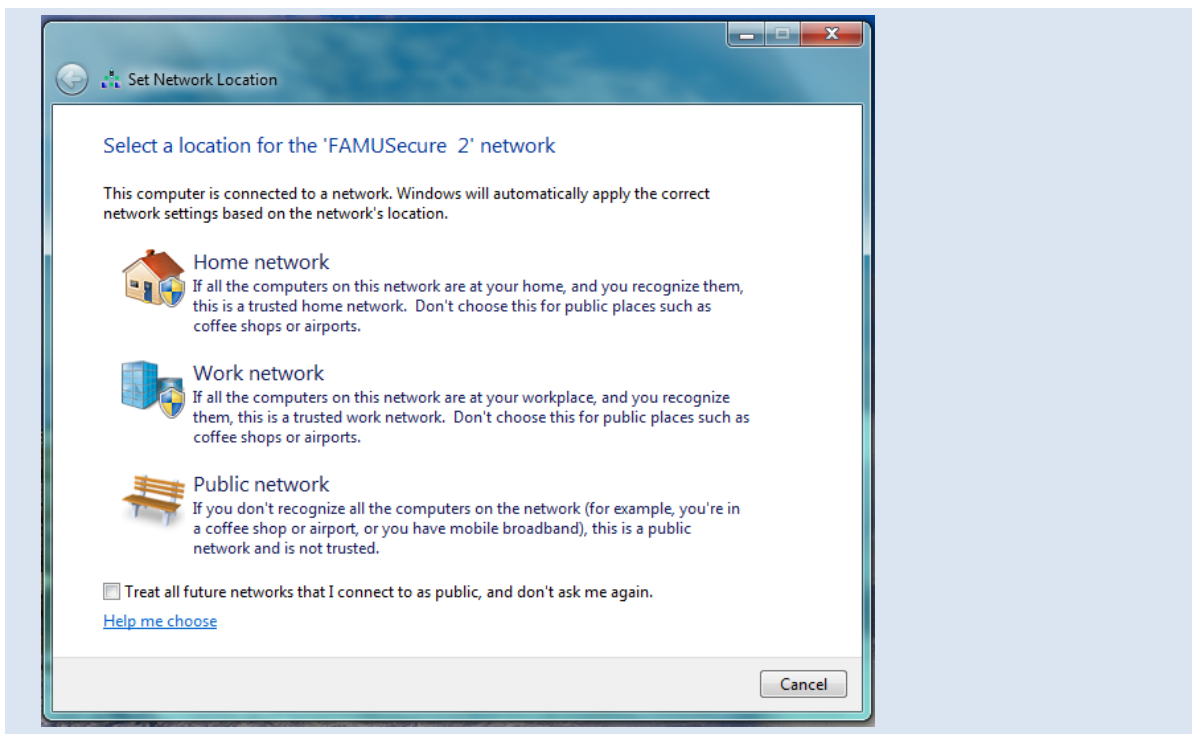 Set Network Location
Select a location for the 'FAMUSecure  2' network
This computer is connected to a network. Windows will automatically apply the correct
network settings based on the network's location.
Home network
If all the computers on this network are at your home, and you recognize them,
this is a trusted home network.  Don't choose this for public places such as
coffee shops or airports.
Work network
If all the computers on this network are at your workplace, and you recognize
them, this is a trusted work network.  Don't choose this for public places such as
coffee shops or airports.
Public network
If you don't recognize all the computers on the network (for example, you're in
a coffee shop or airport, or you have mobile broadband), this is a public
network and is not trusted.
Treat all future networks that I connect to as public, and don't ask me again.
Help me choose
Cancel